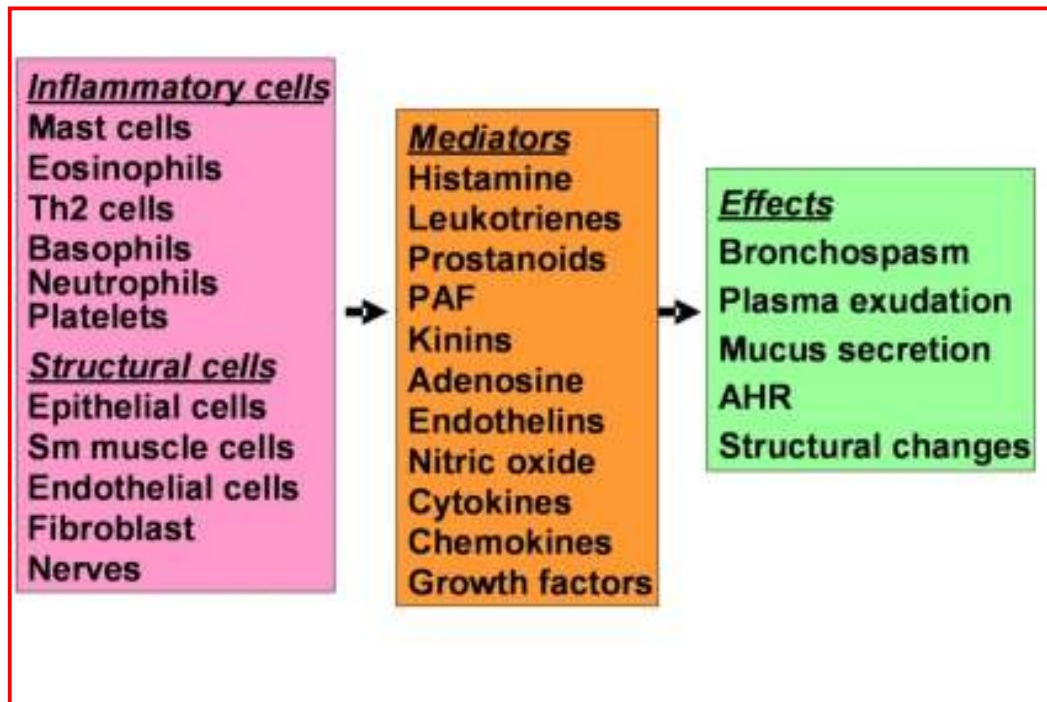 Inflammatory cells
Mast cells
Eosinophils
Th2 cells
Basophils
Neutrophils
Platelets
Structural cells
Epithelial cells
Sm muscle cells
Endothelial cells
Fibroblast
Nerves
Mediators
Histamine
Leukotrienes
Prostanoids
PAF
Kinins
Adenosine
Endothelins
Nitric oxide
Cytokines
Chemokines
Growth factors
Effects
Bronchospasm
Plasma exudation
Mucus secretion
AHR
Structural changes